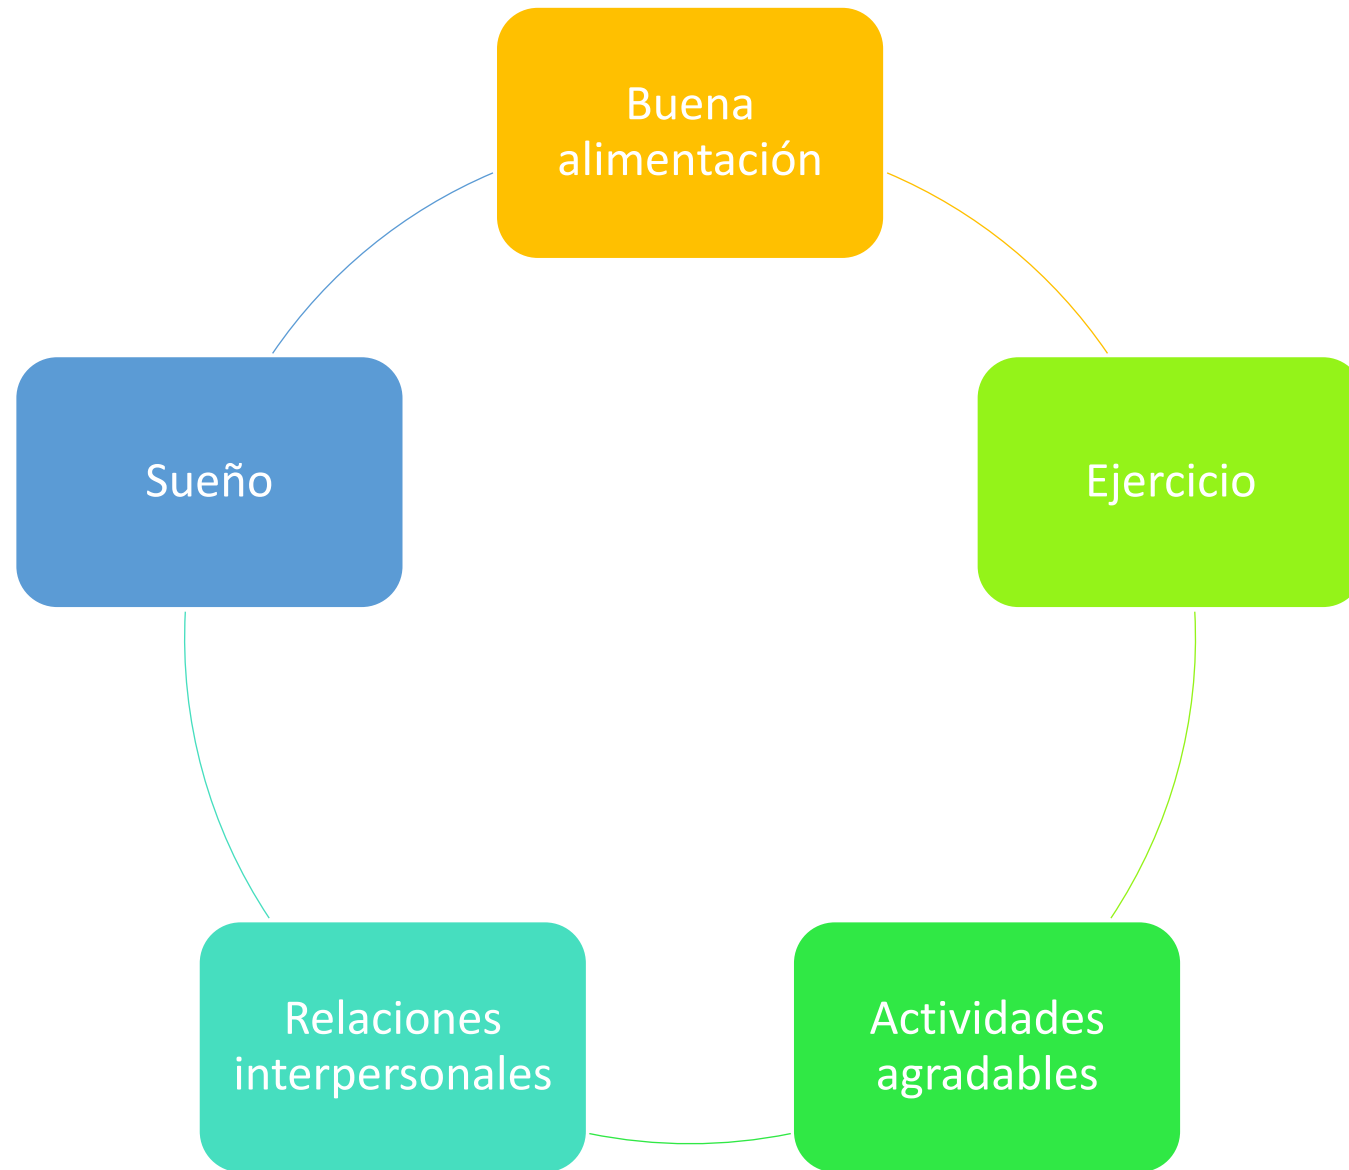 Buena
alimentación
Ejercicio
Actividades
agradables
Relaciones
interpersonales
Sueño